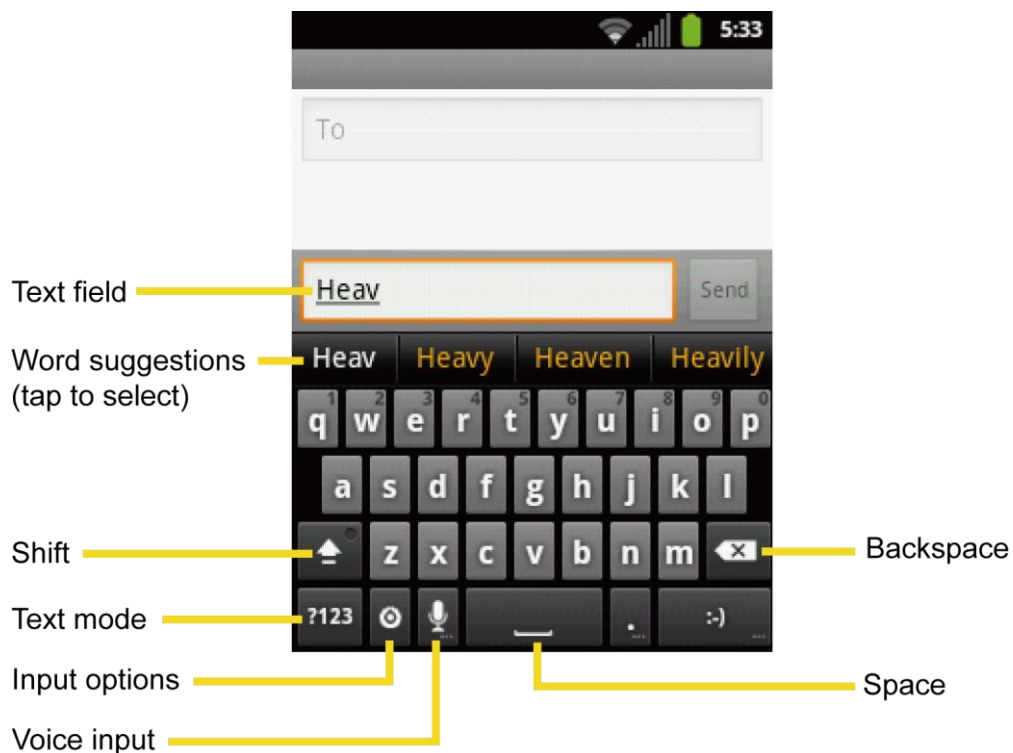 5:33
To
Text field
Heav
Send
Word suggestions
(tap to select)
Heav Heavy Heaven Heavily
1 2 3 4 5 6 7 8 9 0
q w e r t y u i o p
a s d f g h j k l
Shift
z x c v b n m
Backspace
Text mode
?123 . :-)
Input options
Space
Voice input